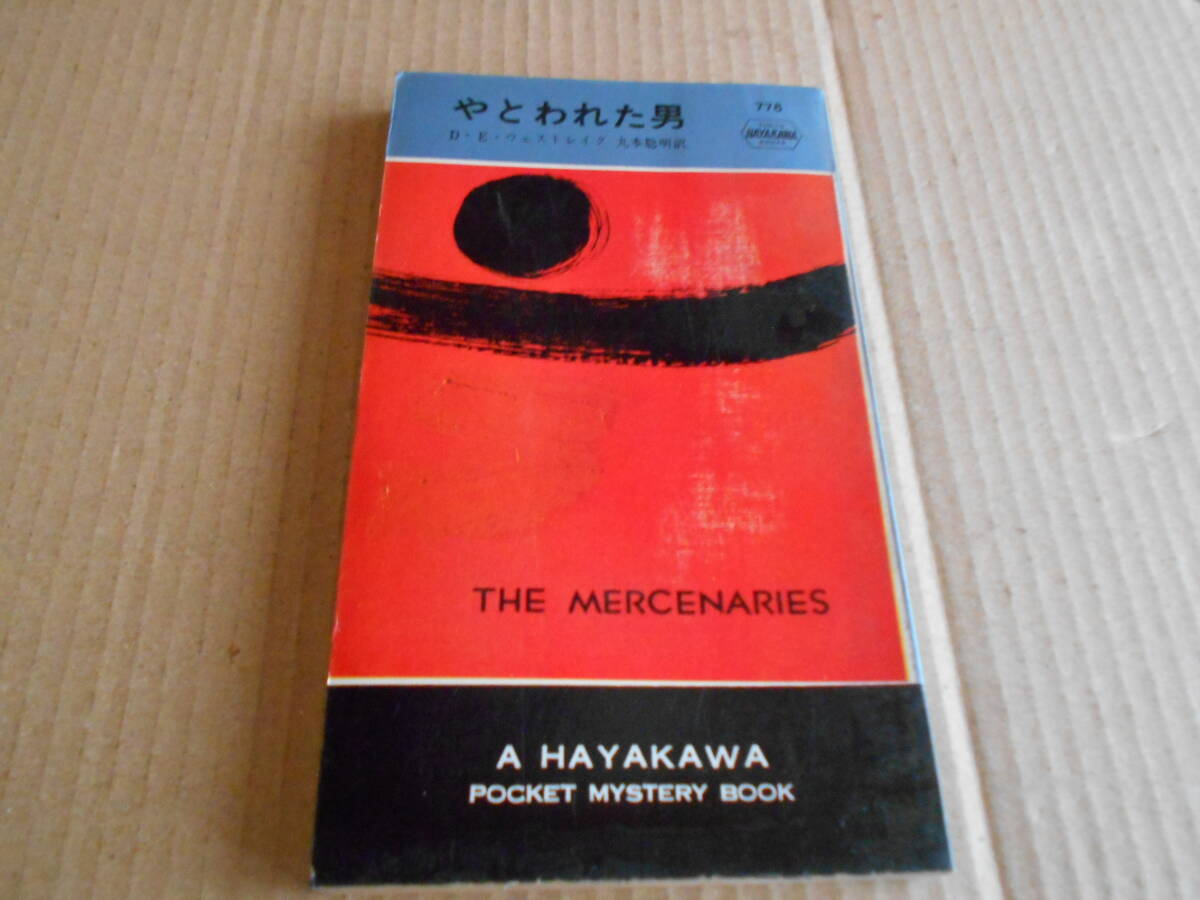 やとわれた男
776
D・E・ウェストレイク 丸本聰明訳
HAYAKAWA
THE MERCENARIES
A HAYAKAWA
POCKET MYSTERY BOOK